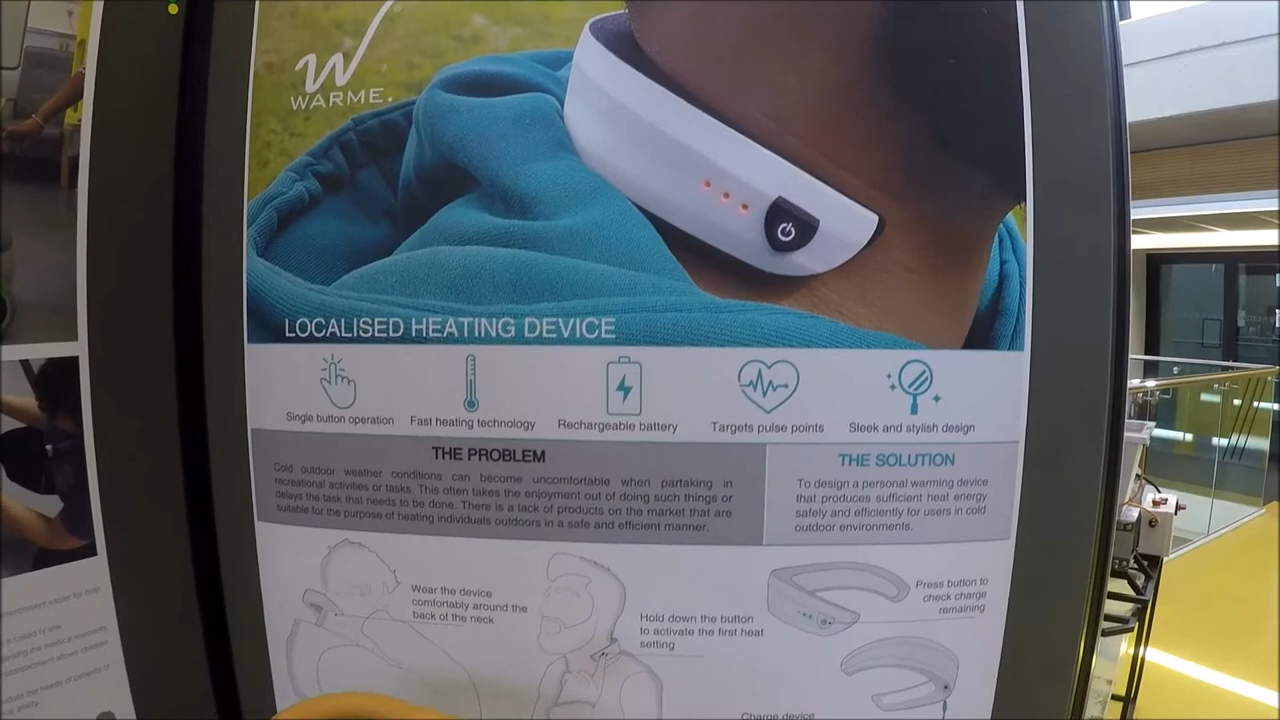 W
WARME.
LOCALISED HEATING DEVICE
Single button operation
Fast heating technology
Rechargeable battery
Targets pulse points
Sleek and stylish design
THE PROBLEM
Cold outdoor weather conditions can become uncomfortable when partaking in
recreational activities or tasks. This often takes the enjoyment out of doing such things or
delays the task that needs to be done. There is a lack of products on the market that are
suitable for the purpose of heating individuals outdoors in a safe and efficient manner.
THE SOLUTION
To design a personal warming device
that produces sufficient heat energy
safely and efficiently for users in cold
outdoor environments.
Wear the device
comfortably around the
back of the neck
Hold down the button
to activate the first heat
setting
Press button to
check charge
remaining
Charge device